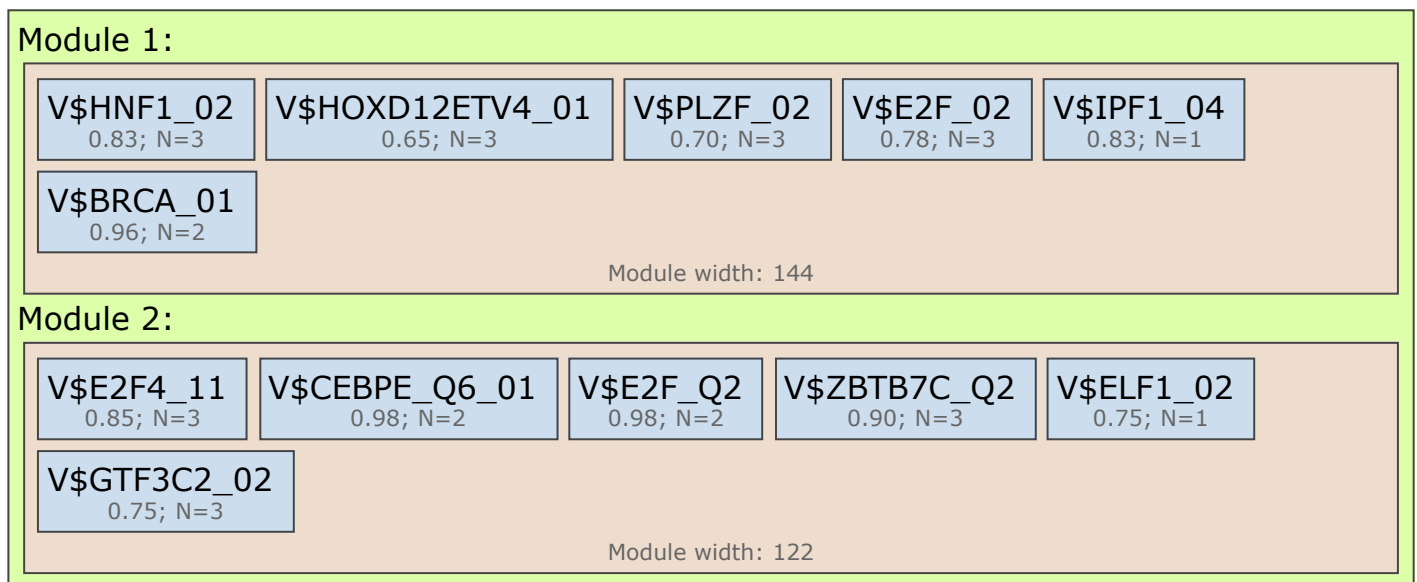 Module 1:
V$HNF1_02 V$HOXD12ETV4_01 V$PLZF_02 V$E2F_02 V$IPF1_04
0.83; N=3 0.65; N=3 0.70; N=3 0.78; N=3 0.83; N=1
V$BRCA_01
0.96; N=2
Module width: 144
Module 2:
V$E2F4_11 V$CEBPE_Q6_01 V$E2F_Q2 V$ZBTB7C_Q2 V$ELF1_02
0.85; N=3 0.98; N=2 0.98; N=2 0.90; N=3 0.75; N=1
V$GTF3C2_02
0.75; N=3
Module width: 122